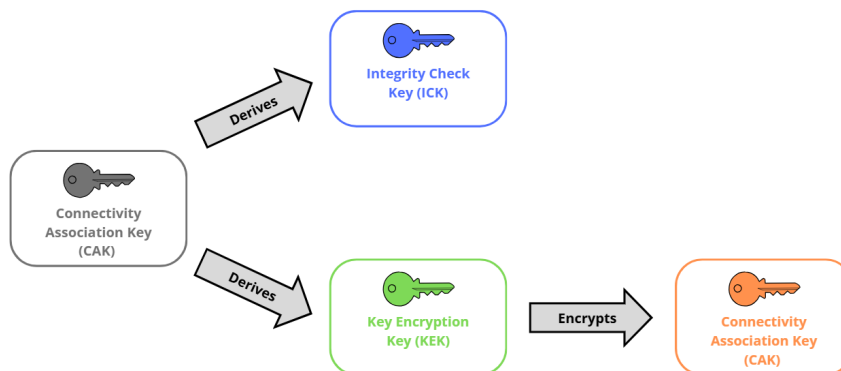 Integrity Check
Key (ICK)
Derives
Connectivity
Association Key
(CAK)
Derives
Key Encryption
Key (KEK)
Encrypts
Connectivity
Association Key
(CAK)